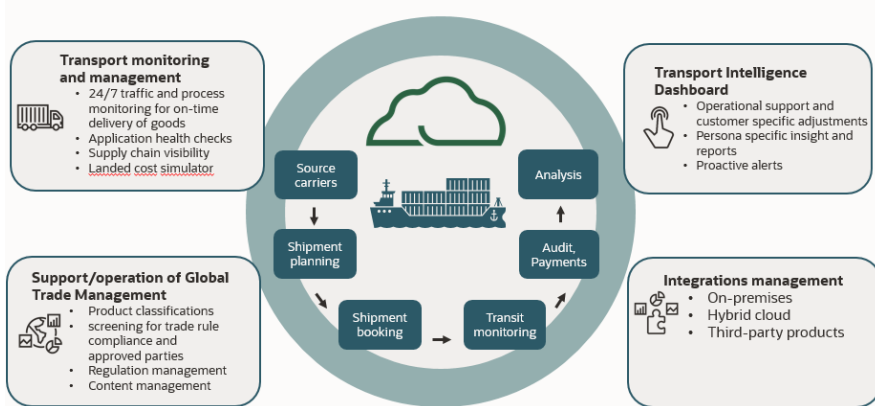 Transport monitoring
and management
• 24/7 traffic and process
monitoring for on-time
delivery of goods
• Application health checks
• Supply chain visibility
• Landed cost simulator
Transport Intelligence
Dashboard
• Operational support and
customer specific adjustments
• Persona specific insight and
reports
• Proactive alerts
Source
carriers
Shipment
planning
Shipment
booking
Transit
monitoring
Audit,
Payments
Analysis
Support/operation of Global
Trade Management
• Product classifications
• screening for trade rule
compliance and
approved parties
• Regulation management
• Content management
Integrations management
• On-premises
• Hybrid cloud
• Third-party products